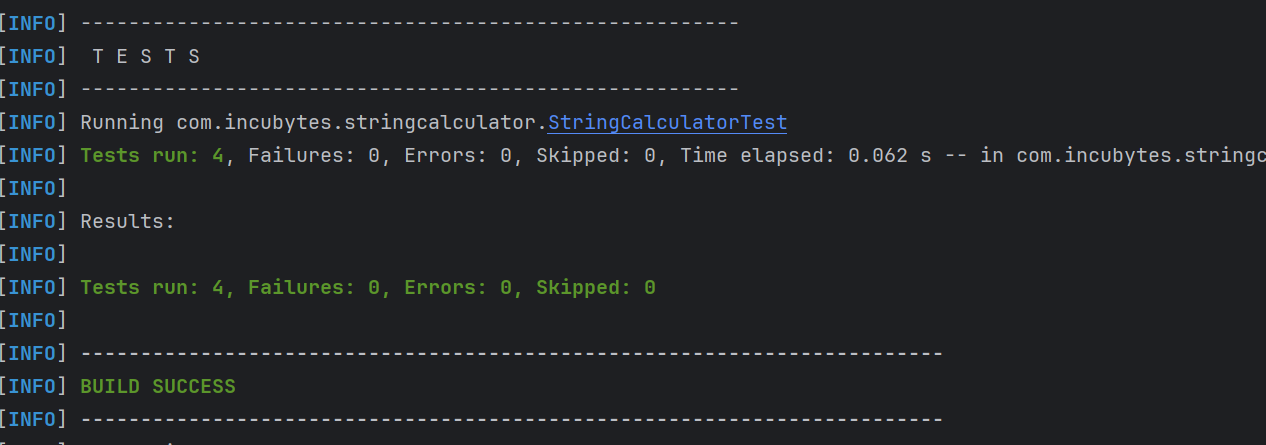 [INFO] -------------------------------------------------------
[INFO]  T E S T S
[INFO] -------------------------------------------------------
[INFO] Running com.incubytes.stringcalculator.StringCalculatorTest
[INFO] Tests run: 4, Failures: 0, Errors: 0, Skipped: 0, Time elapsed: 0.062 s -- in com.incubytes.stringc
[INFO]
[INFO] Results:
[INFO]
[INFO] Tests run: 4, Failures: 0, Errors: 0, Skipped: 0
[INFO]
[INFO] ------------------------------------------------------------------------
[INFO] BUILD SUCCESS
[INFO] ------------------------------------------------------------------------